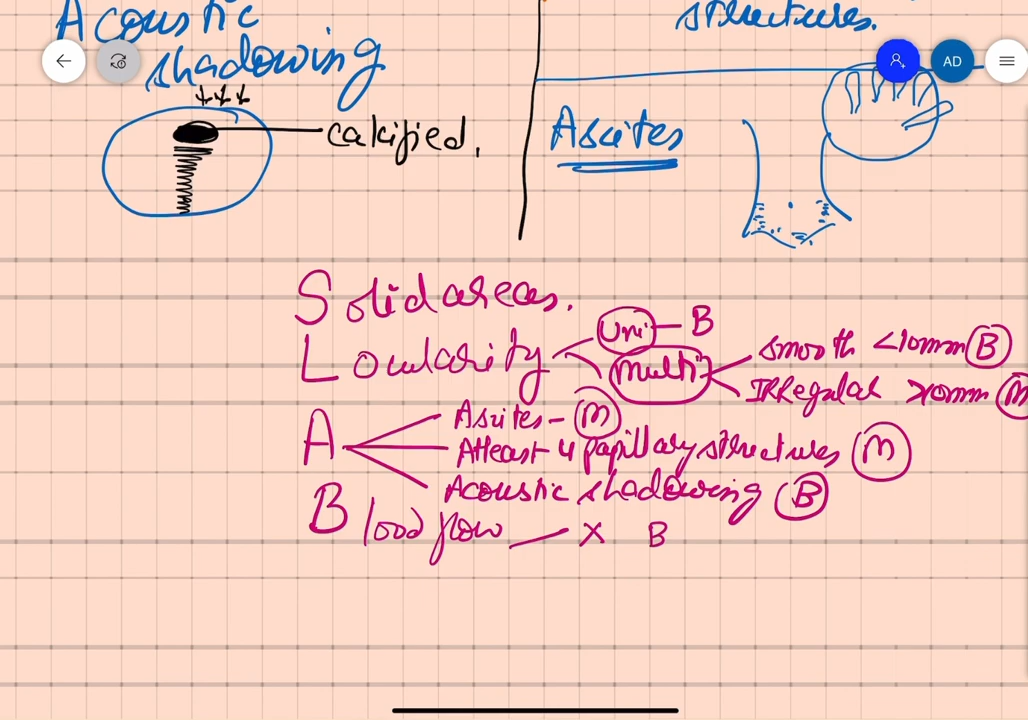 Acoustic
shadowing
calcified.
structures.
AD
Ascites
Solid areas.
Locularity
Uni - B
Multi
smooth <10mm B
IRRegular >10mm M
A
Ascites - M
Atleast 4 papillary structures M
Acoustic shadowing B
Blood flow — X B